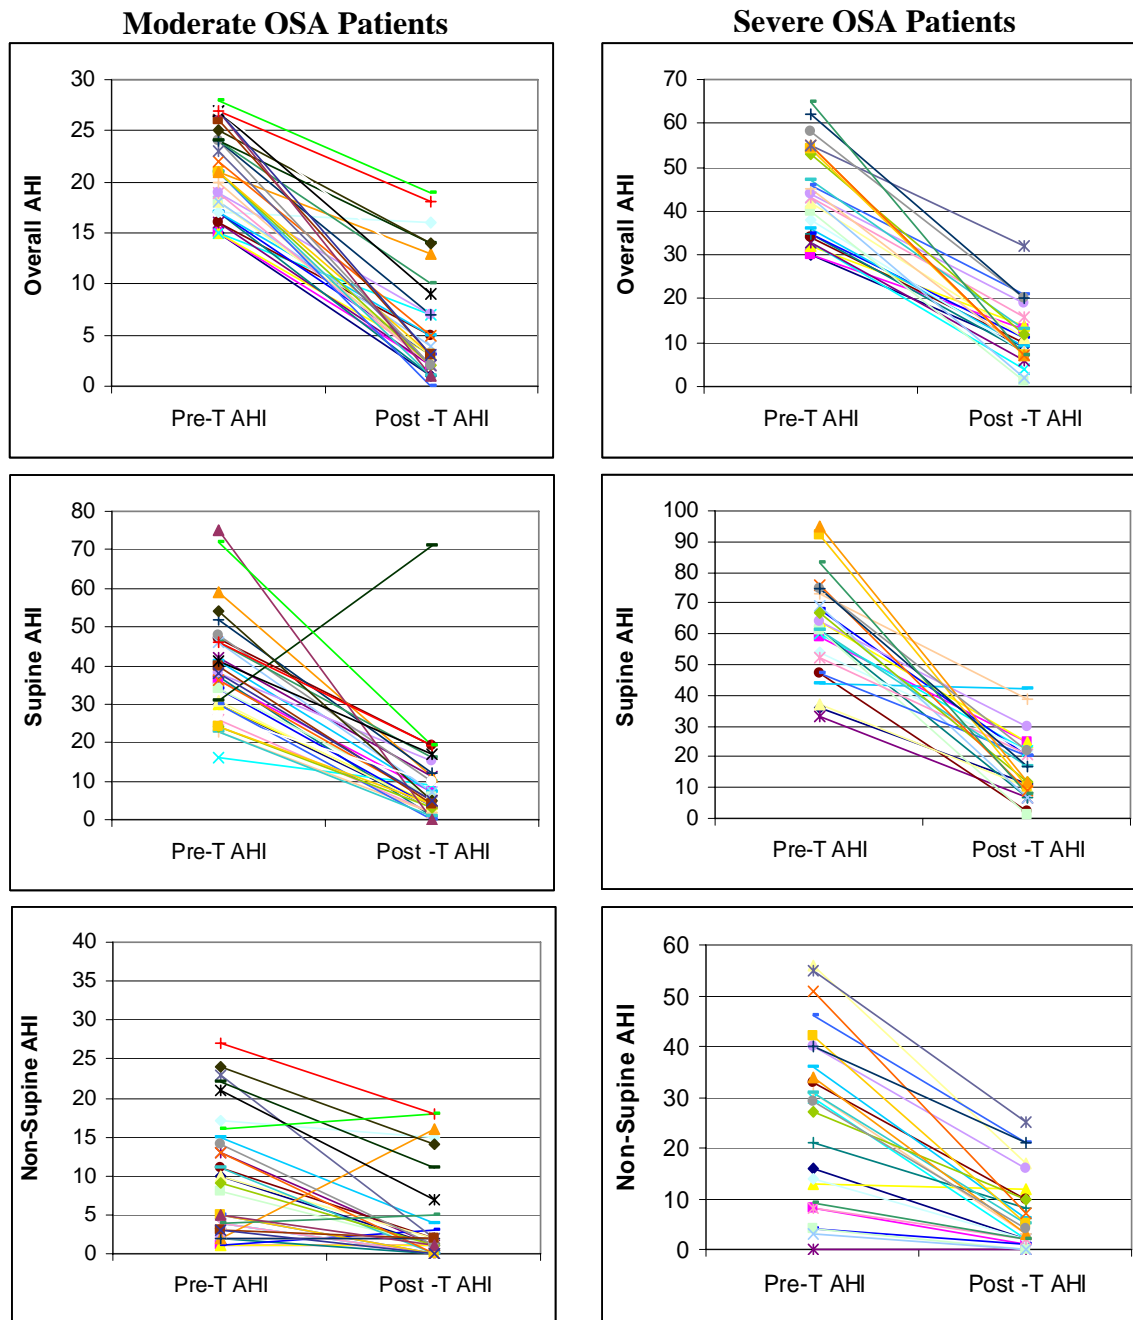 Moderate OSA Patients
Severe OSA Patients
Overall AHI
30
25
20
15
10
5
0
Pre-T AHI
Post -T AHI
Overall AHI
70
60
50
40
30
20
10
0
Pre-T AHI
Post -T AHI
Supine AHI
80
70
60
50
40
30
20
10
0
Pre-T AHI
Post -T AHI
Supine AHI
100
90
80
70
60
50
40
30
20
10
0
Pre-T AHI
Post -T AHI
Non-Supine AHI
40
35
30
25
20
15
10
5
0
Pre-T AHI
Post -T AHI
Non-Supine AHI
60
50
40
30
20
10
0
Pre-T AHI
Post -T AHI